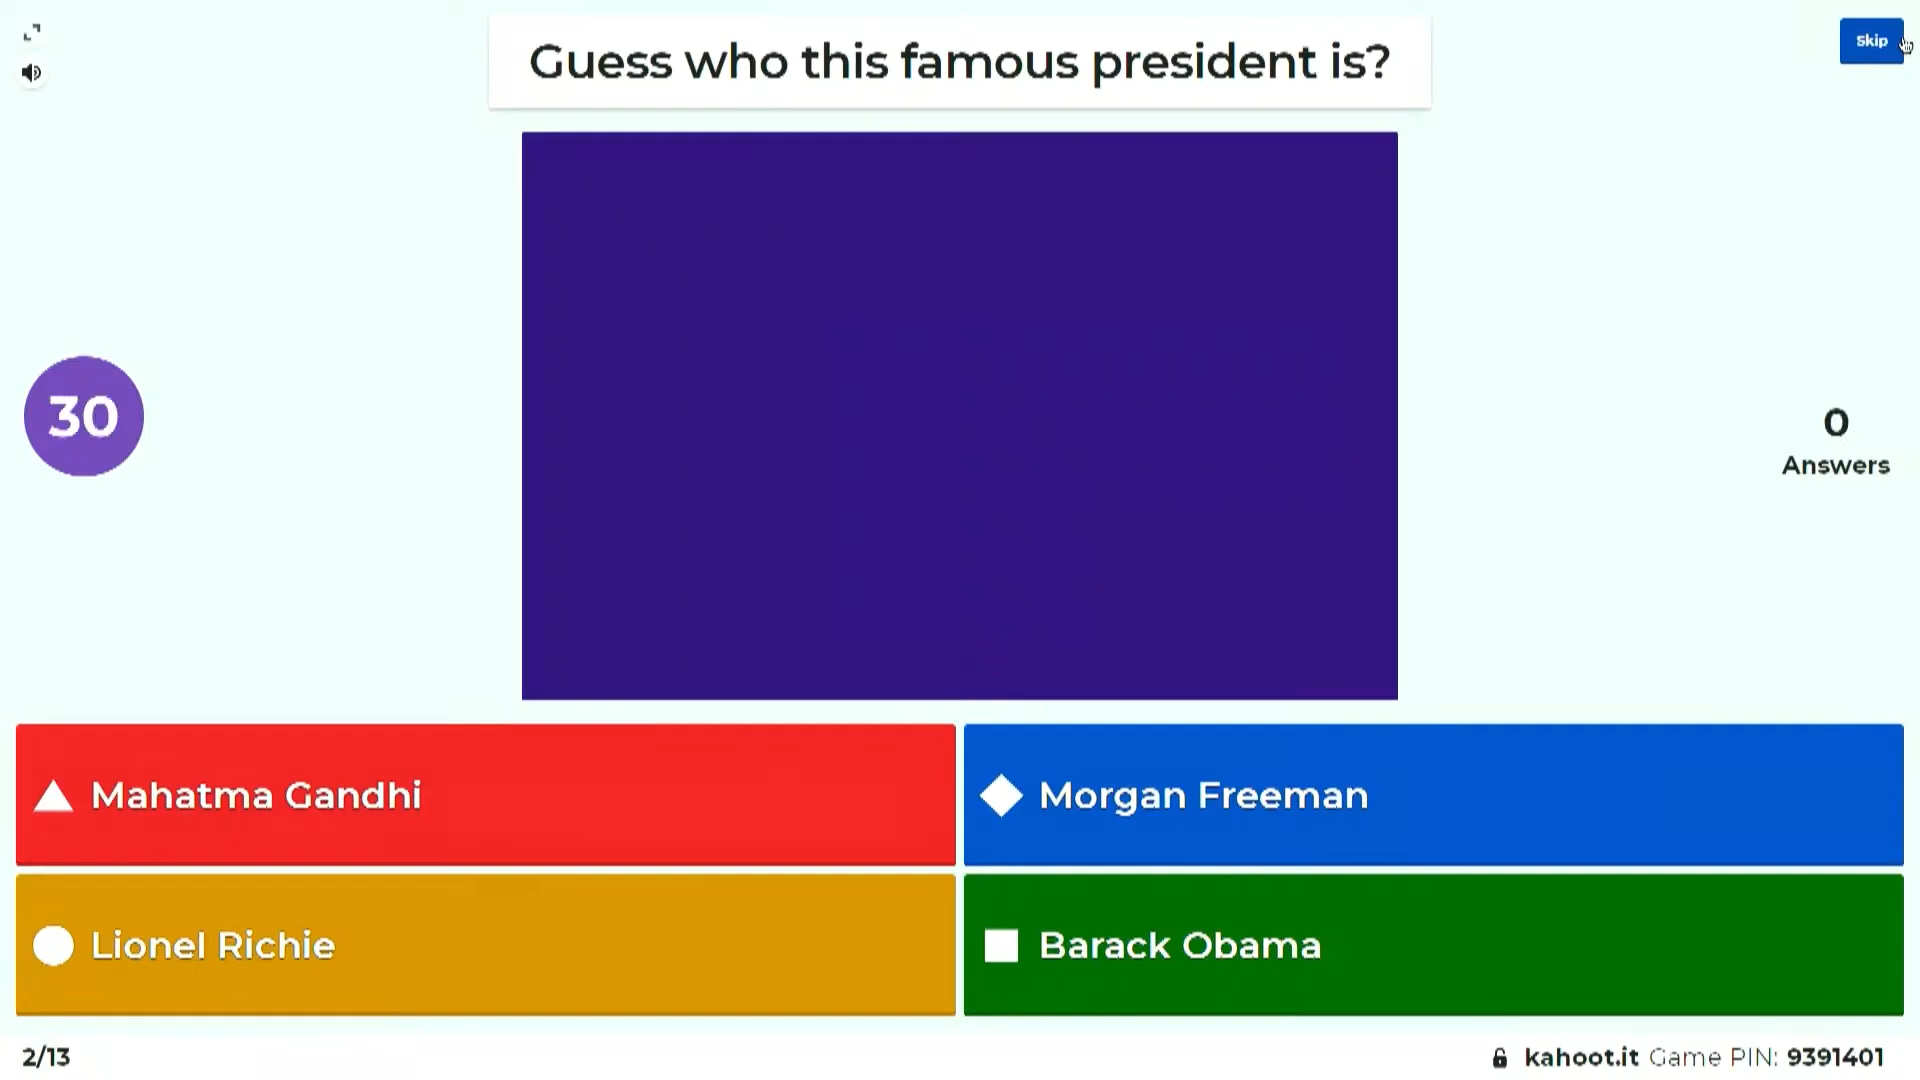 Guess who this famous president is?
Skip
30
0
Answers
Mahatma Gandhi
Morgan Freeman
Lionel Richie
Barack Obama
2/13
kahoot.it Game PIN: 9391401